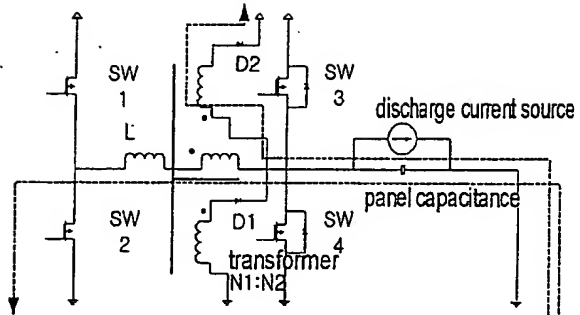 SW
1
D2
SW
3
discharge current source
L
panel capacitance
SW
2
D1
SW
4
transformer
N1:N2